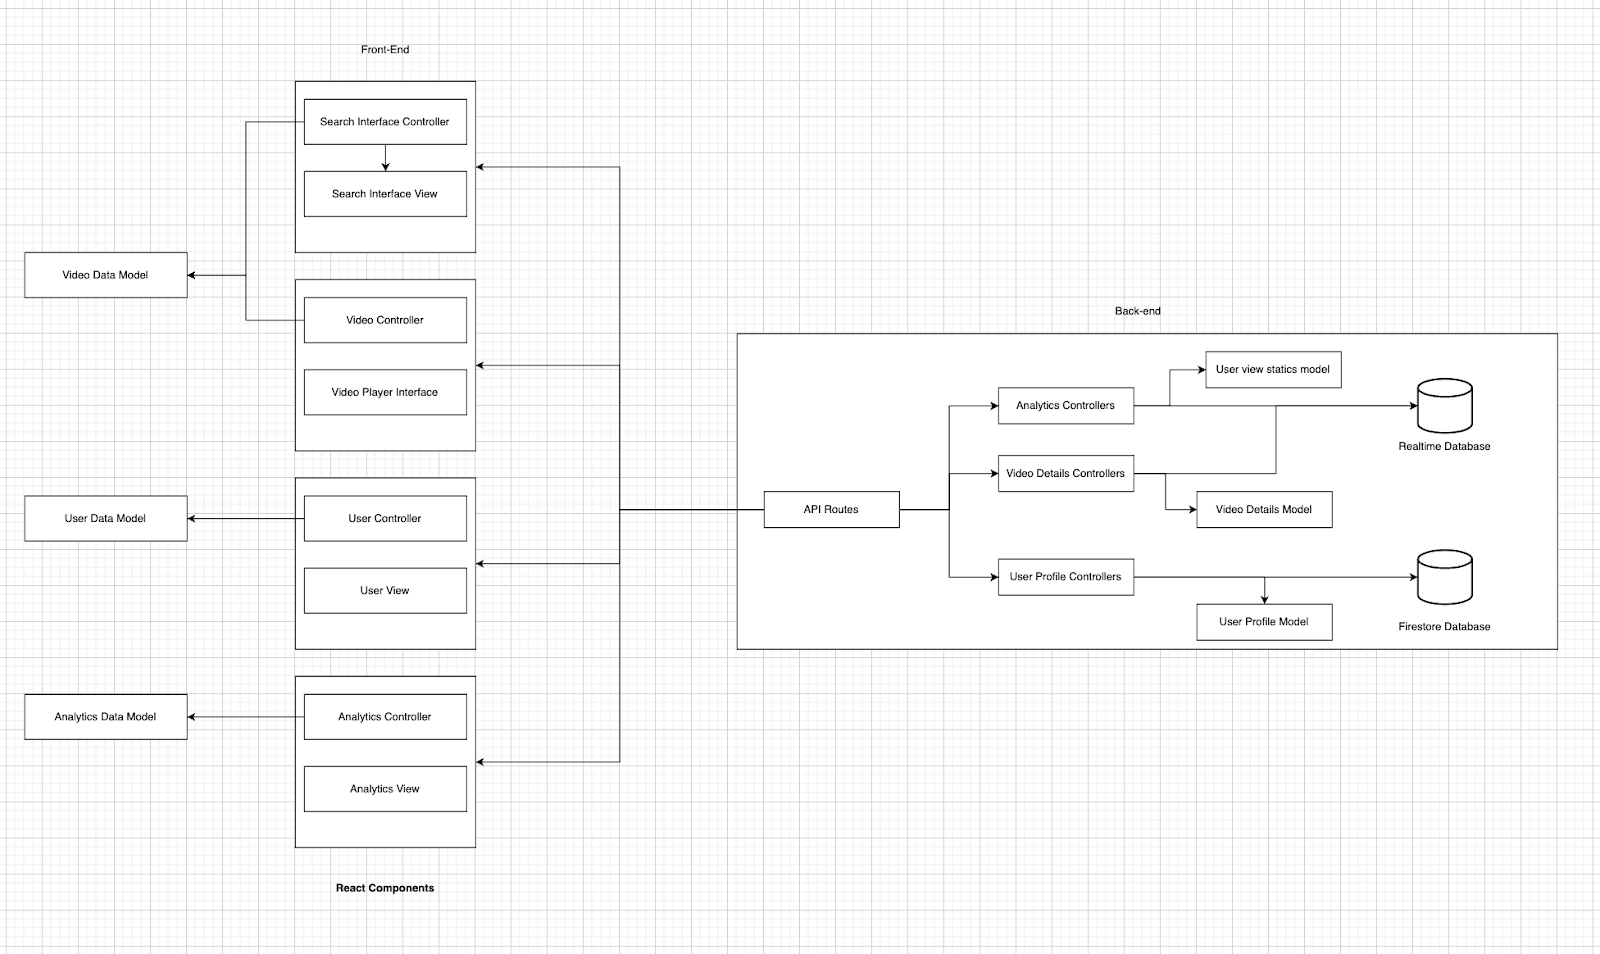 Front-End
Search Interface Controller
Search Interface View
Video Data Model
Video Controller
Video Player Interface
User Data Model
User Controller
User View
Analytics Data Model
Analytics Controller
Analytics View
React Components
Back-end
API Routes
Analytics Controllers
User view statics model
Realtime Database
Video Details Controllers
Video Details Model
User Profile Controllers
User Profile Model
Firestore Database